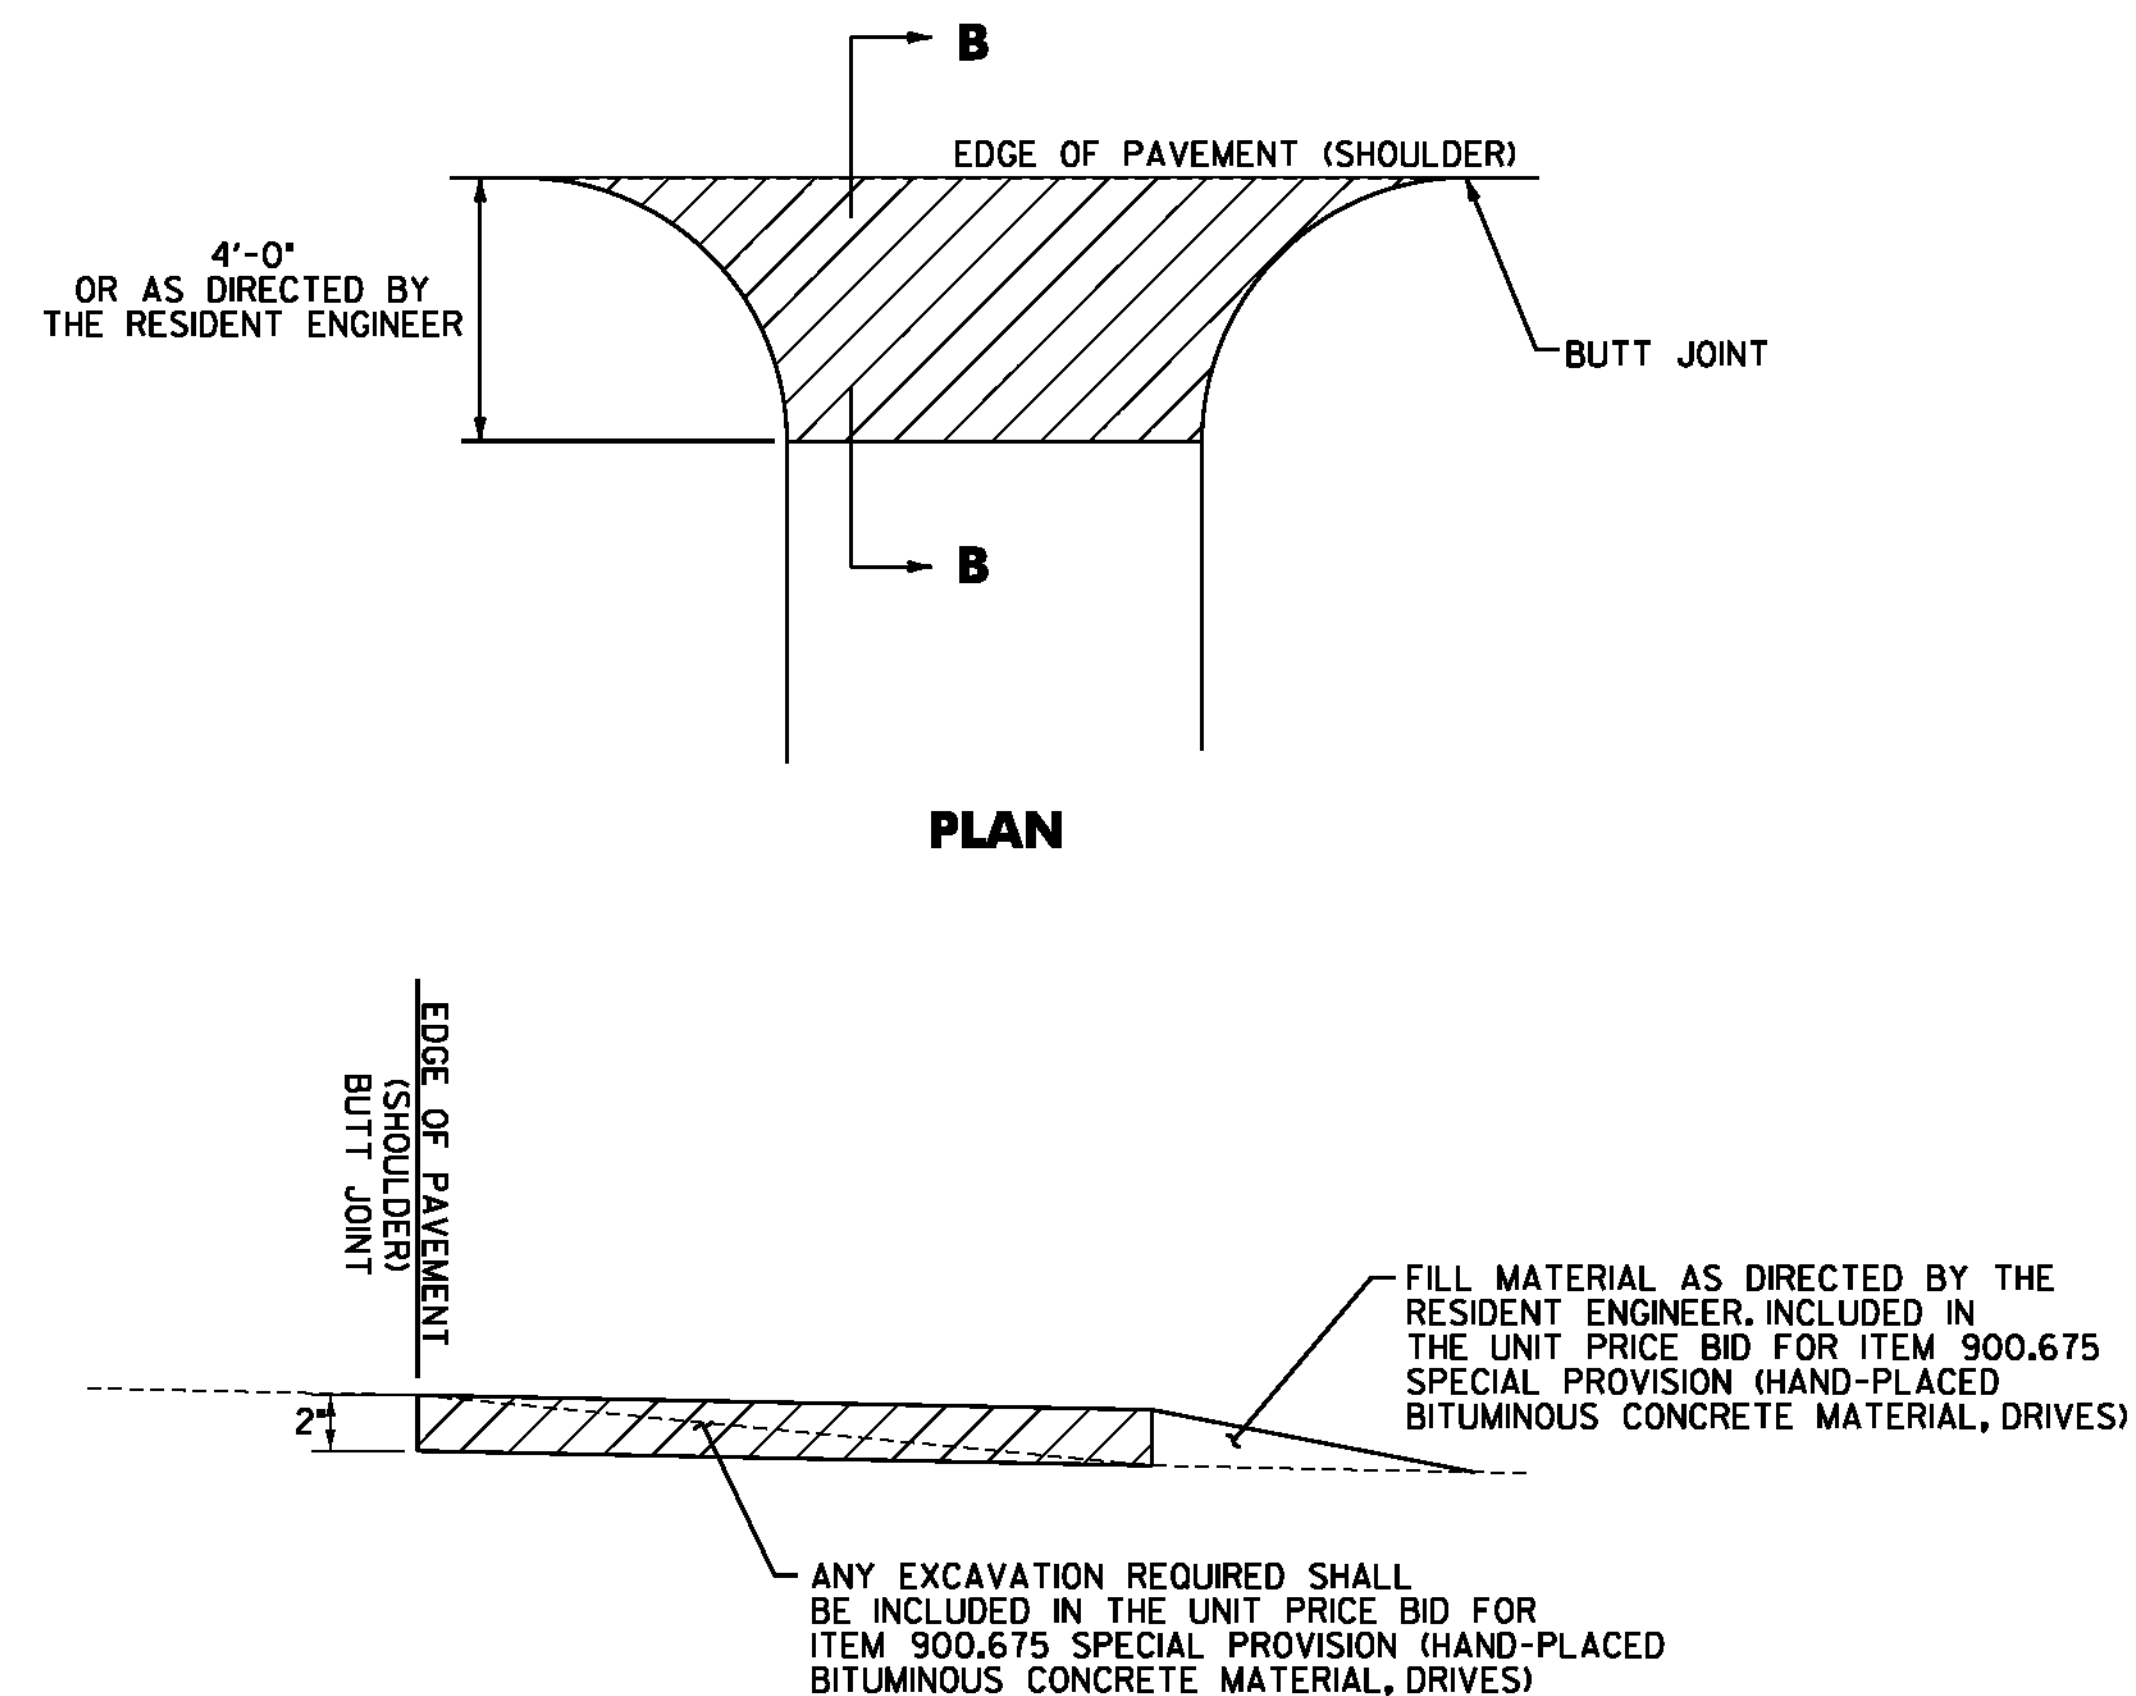 B
EDGE OF PAVEMENT (SHOULDER)
4'-0"
OR AS DIRECTED BY
THE RESIDENT ENGINEER
BUTT JOINT
B
PLAN
EDGE OF PAVEMENT
(SHOULDER)
BUTT JOINT
2"
FILL MATERIAL AS DIRECTED BY THE
RESIDENT ENGINEER. INCLUDED IN
THE UNIT PRICE BID FOR ITEM 900.675
SPECIAL PROVISION (HAND-PLACED
BITUMINOUS CONCRETE MATERIAL, DRIVES)
ANY EXCAVATION REQUIRED SHALL
BE INCLUDED IN THE UNIT PRICE BID FOR
ITEM 900.675 SPECIAL PROVISION (HAND-PLACED
BITUMINOUS CONCRETE MATERIAL, DRIVES)